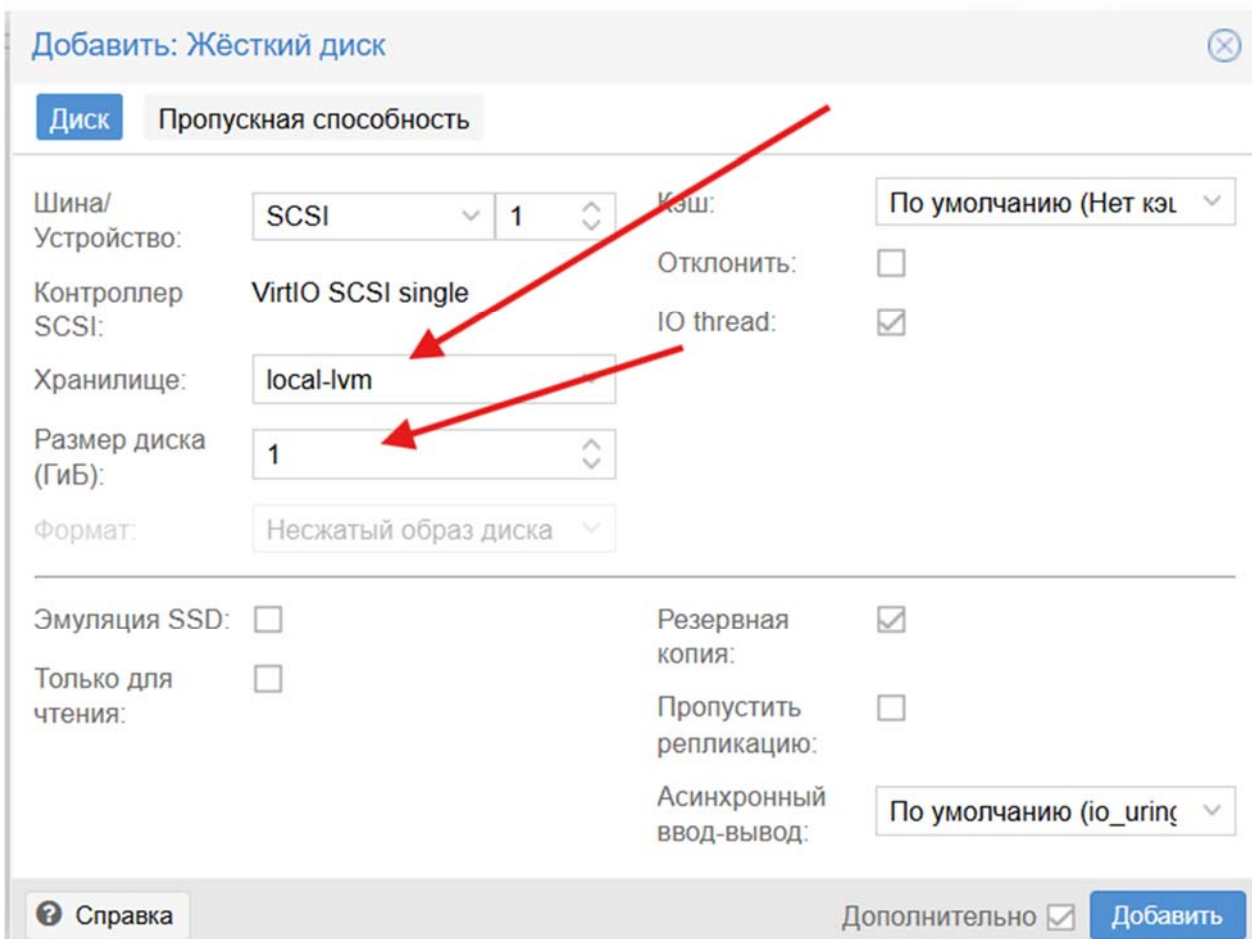 Добавить: Жёсткий диск
Диск
Пропускная способность
Шина/
Устройство:
SCSI
1
Контроллер
SCSI:
VirtIO SCSI single
Хранилище:
local-lvm
Размер диска
(ГиБ):
1
Формат:
Несжатый образ диска
Кэш:
По умолчанию (Нет кэш
Отклонить:
IO thread:
Эмуляция SSD:
Только для
чтения:
Резервная
копия:
Пропустить
репликацию:
Асинхронный
ввод-вывод:
По умолчанию (io_uring
Справка
Дополнительно
Добавить